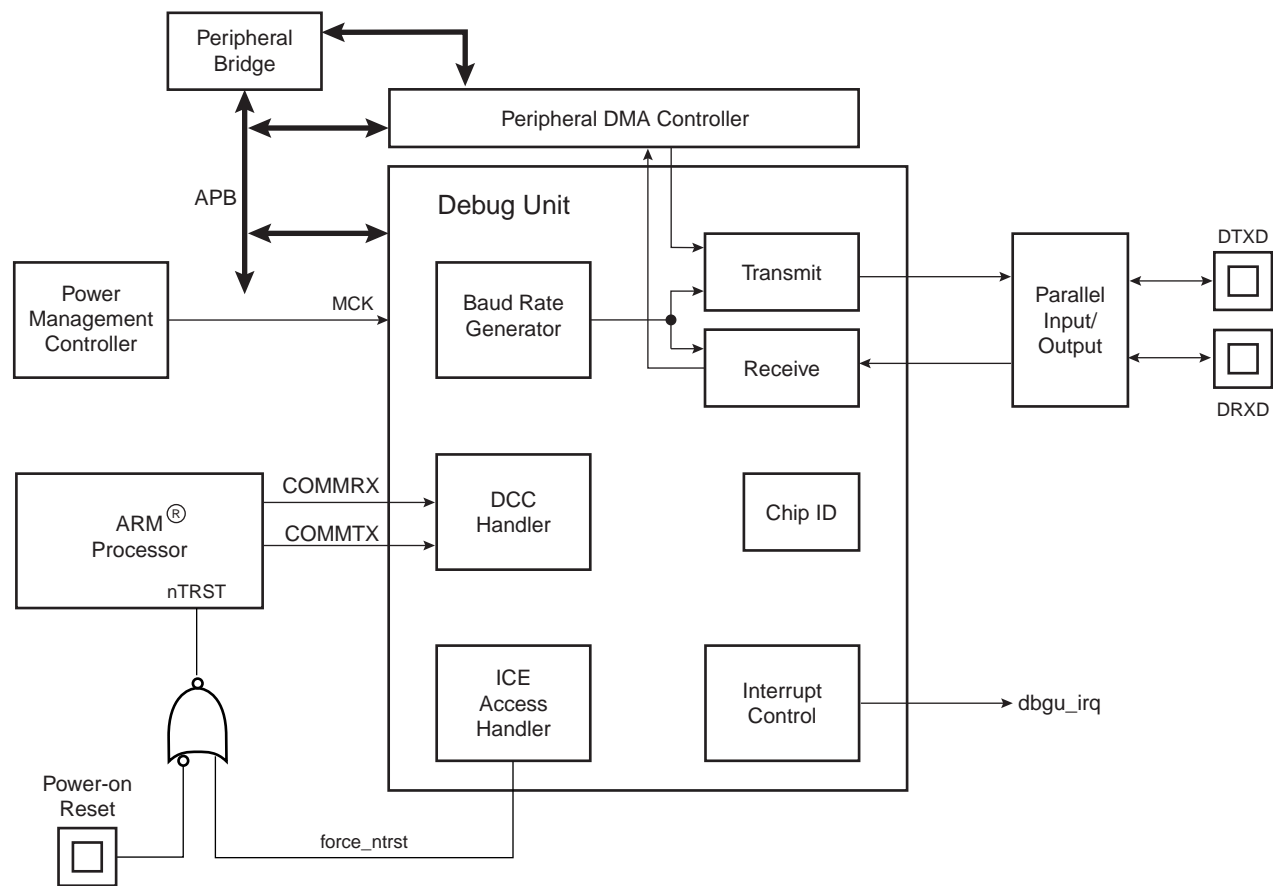 Peripheral
Bridge
Peripheral DMA Controller
APB
Debug Unit
DTXD
Power
Management
Controller
MCK
Baud Rate
Generator
Transmit
Receive
Parallel
Input/
Output
DRXD
ARM®
Processor
nTRST
COMMRX
COMMTX
DCC
Handler
Chip ID
ICE
Access
Handler
Interrupt
Control
dbgu_irq
Power-on
Reset
force_ntrst